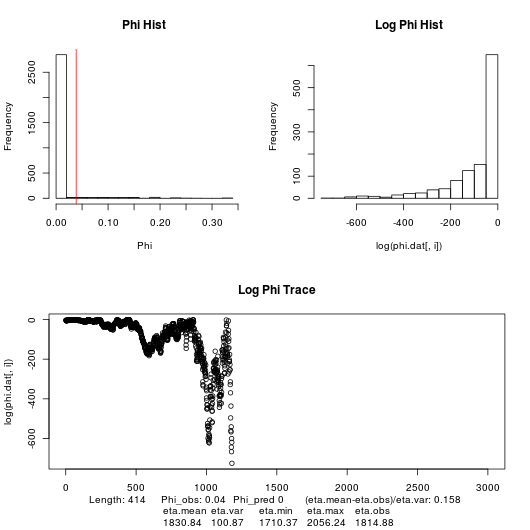 Phi Hist
Log Phi Hist
Frequency
0 500 1500 2500
0.00 0.10 0.20 0.30
Phi
Frequency
0 100 300 500
-600 -400 -200 0
log(phi.dat[, i])
Log Phi Trace
log(phi.dat[, i])
-600 -400 -200 0
0 500 1000 1500 2000 2500 3000
Length: 414 Phi_obs: 0.04 Phi_pred 0 (eta.mean-eta.obs)/eta.var: 0.158
eta.mean eta.var eta.min eta.max eta.obs
1830.84 100.87 1710.37 2056.24 1814.88